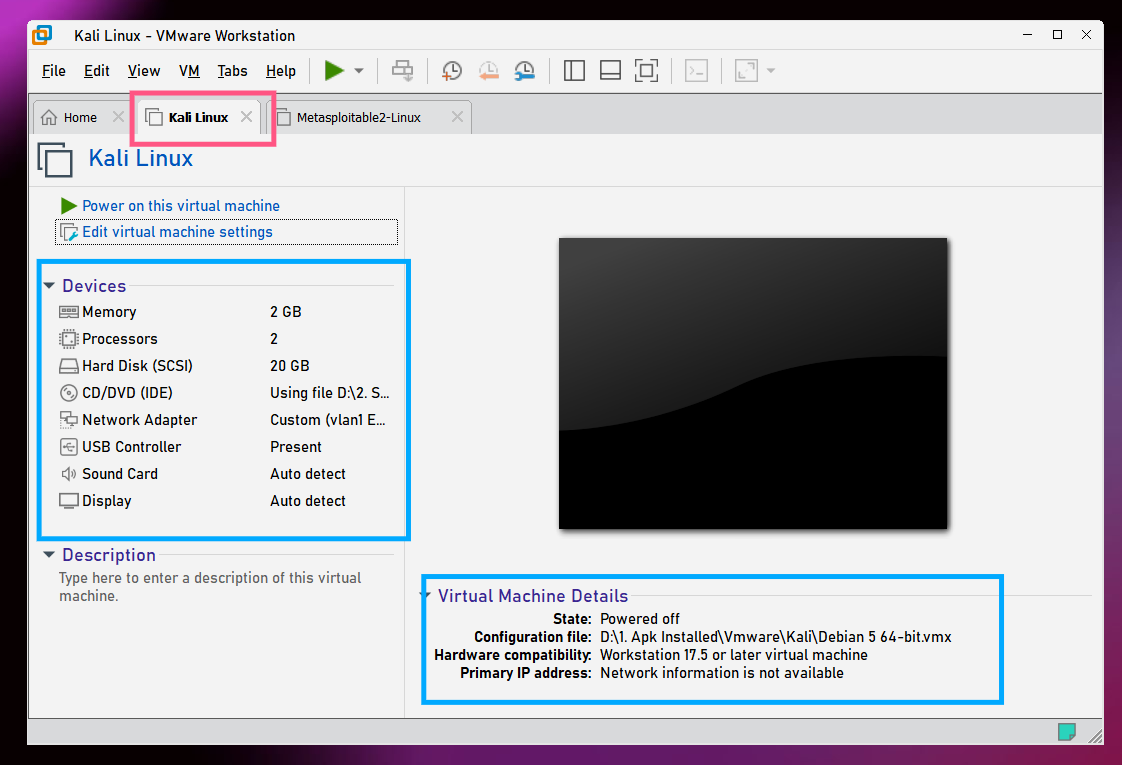 Kali Linux - VMware Workstation
File Edit View VM Tabs Help
Home Kali Linux Metasploitable2-Linux
Kali Linux
Power on this virtual machine
Edit virtual machine settings
Devices
Memory 2 GB
Processors 2
Hard Disk (SCSI) 20 GB
CD/DVD (IDE) Using file D:\2. S...
Network Adapter Custom (vlan1 E...
USB Controller Present
Sound Card Auto detect
Display Auto detect
Description
Type here to enter a description of this virtual
machine.
Virtual Machine Details
State: Powered off
Configuration file: D:\1. Apk Installed\Vmware\Kali\Debian 5 64-bit.vmx
Hardware compatibility: Workstation 17.5 or later virtual machine
Primary IP address: Network information is not available